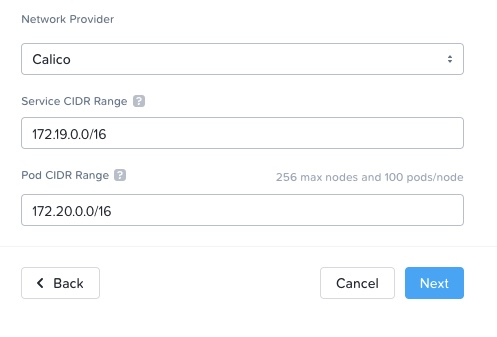 Network Provider
Calico
Service CIDR Range ?
172.19.0.0/16
Pod CIDR Range ? 256 max nodes and 100 pods/node
172.20.0.0/16
Back Cancel Next